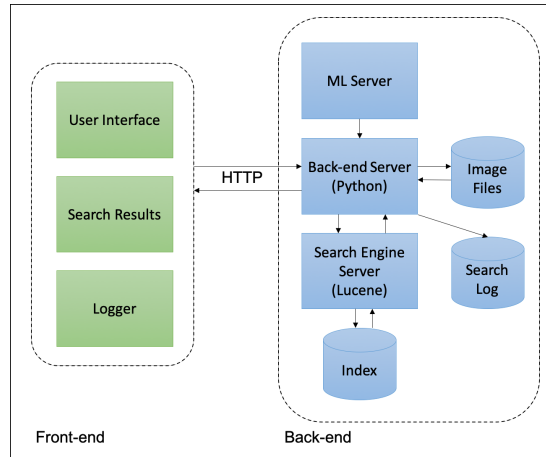 User Interface
Search Results
Logger
Front-end
HTTP
ML Server
Back-end Server
(Python)
Image
Files
Search Engine
Server
(Lucene)
Search
Log
Index
Back-end